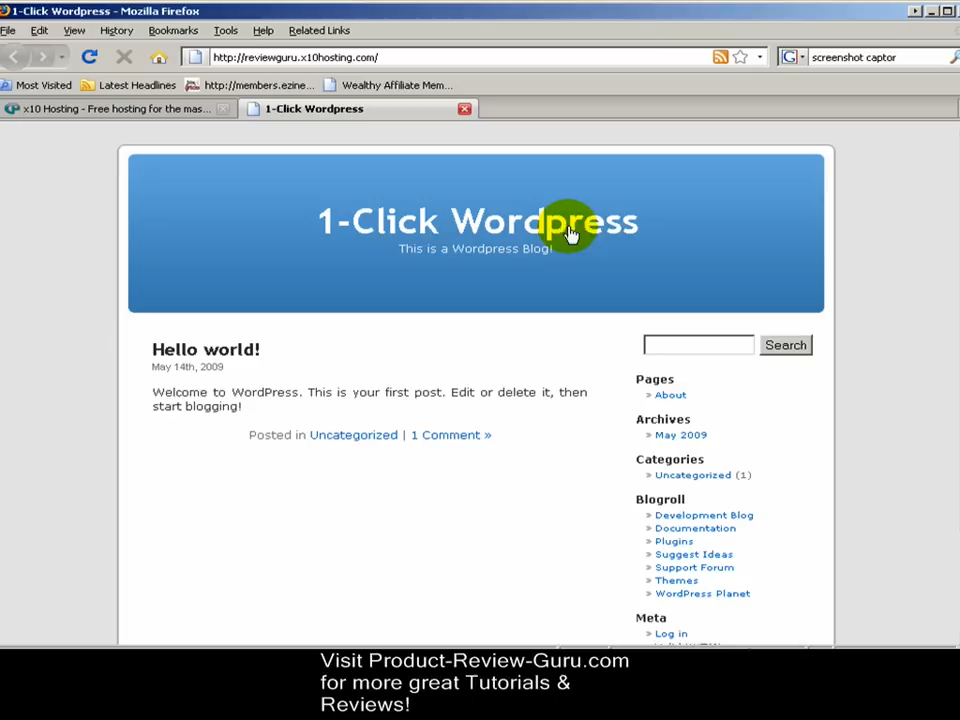 1-Click Wordpress - Mozilla Firefox
File Edit View History Bookmarks Tools Help Related Links
http://reviewguru.x10hosting.com/ screenshot captor
Most Visited Latest Headlines http://members.ezine... Wealthy Affiliate Mem...
x10 Hosting - Free hosting for the mas... 1-Click Wordpress
1-Click Wordpress
This is a Wordpress Blog!
Hello world!
May 14th, 2009
Welcome to WordPress. This is your first post. Edit or delete it, then
start blogging!
Posted in Uncategorized | 1 Comment »
Search
Pages
» About
Archives
» May 2009
Categories
» Uncategorized (1)
Blogroll
» Development Blog
» Documentation
» Plugins
» Suggest Ideas
» Support Forum
» Themes
» WordPress Planet
Meta
» Log in
Visit Product-Review-Guru.com
for more great Tutorials &
Reviews!